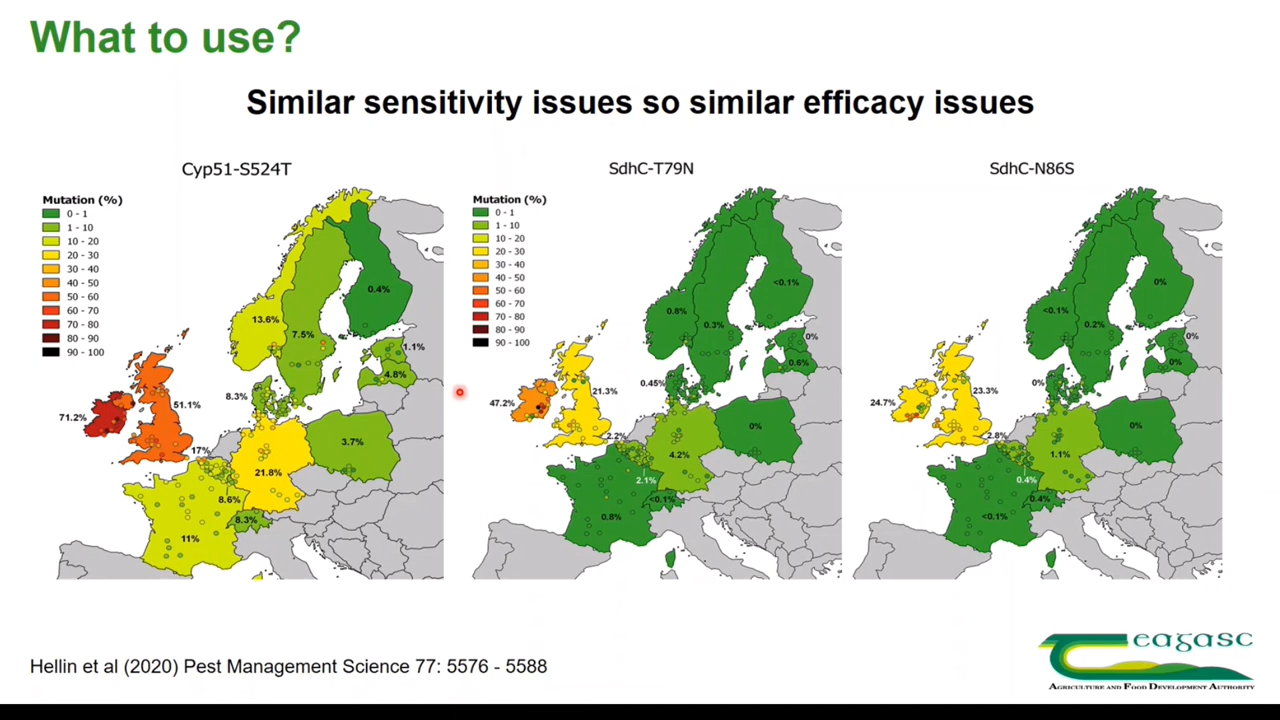 What to use?
Similar sensitivity issues so similar efficacy issues
Cyp51-S524T
Mutation (%)
0 - 1
1 - 10
10 - 20
20 - 30
30 - 40
40 - 50
50 - 60
60 - 70
70 - 80
80 - 90
90 - 100
0.4%
13.6%
7.5%
1.1%
4.8%
8.3%
51.1%
71.2%
17%
3.7%
21.8%
8.6%
8.3%
11%
SdhC-T79N
Mutation (%)
0 - 1
1 - 10
10 - 20
20 - 30
30 - 40
40 - 50
50 - 60
60 - 70
70 - 80
80 - 90
90 - 100
<0.1%
0.8%
0.3%
0%
0.6%
0.45%
21.3%
47.2%
2.2%
0%
4.2%
2.1%
<0.1%
0.8%
SdhC-N86S
0%
<0.1%
0.2%
0%
0%
0%
23.3%
24.7%
2.8%
0%
1.1%
0.4%
0.4%
<0.1%
Hellin et al (2020) Pest Management Science 77: 5576 - 5588
Teagasc
Agriculture and Food Development Authority